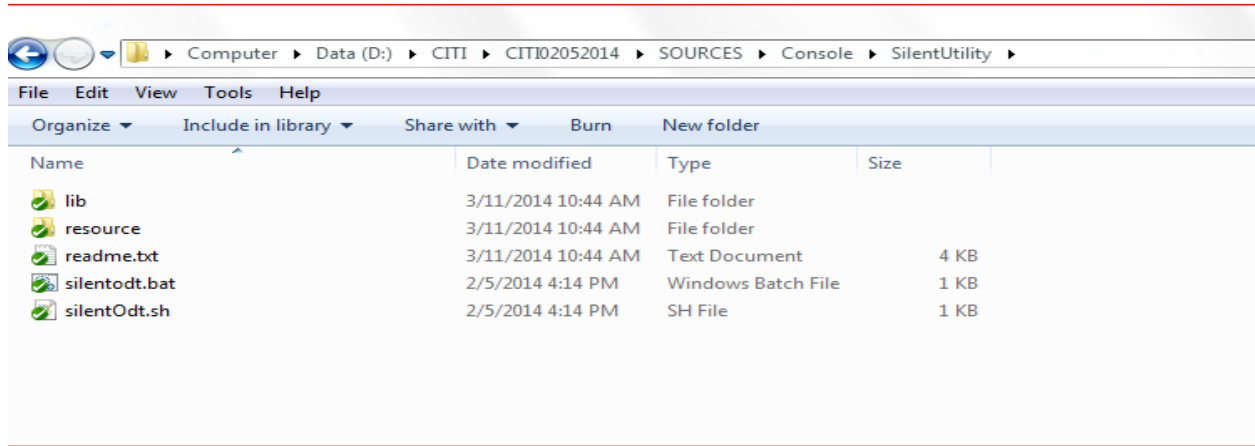 Computer Data (D:) CITI CITI02052014 SOURCES Console SilentUtility
File Edit View Tools Help
Organize Include in library Share with Burn New folder
Name Date modified Type Size
lib 3/11/2014 10:44 AM File folder
resource 3/11/2014 10:44 AM File folder
readme.txt 3/11/2014 10:44 AM Text Document 4 KB
silentodt.bat 2/5/2014 4:14 PM Windows Batch File 1 KB
silentOdt.sh 2/5/2014 4:14 PM SH File 1 KB